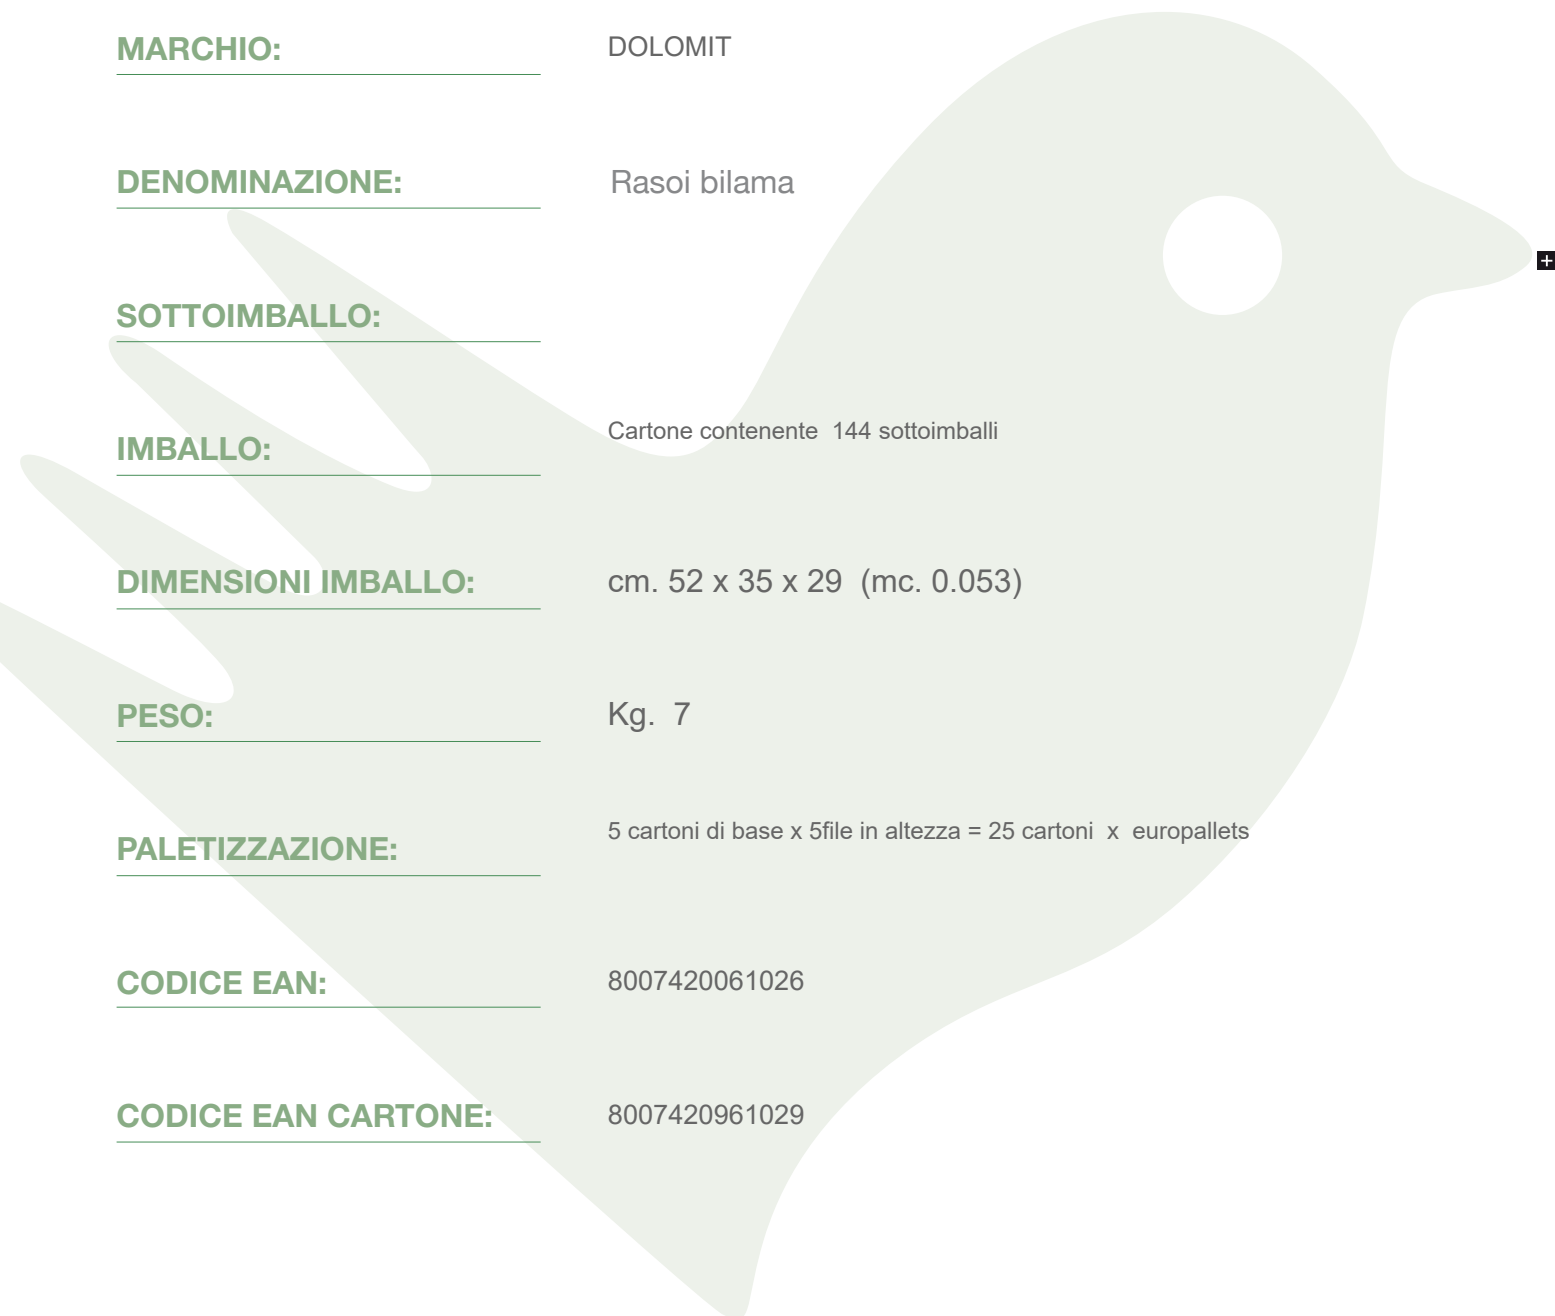 MARCHIO: DOLOMIT
DENOMINAZIONE: Rasoi bilama
SOTTOIMBALLO:
IMBALLO: Cartone contenente 144 sottoimballi
DIMENSIONI IMBALLO: cm. 52 x 35 x 29 (mc. 0.053)
PESO: Kg. 7
PALETIZZAZIONE: 5 cartoni di base x 5file in altezza = 25 cartoni x europallets
CODICE EAN: 8007420061026
CODICE EAN CARTONE: 8007420961029